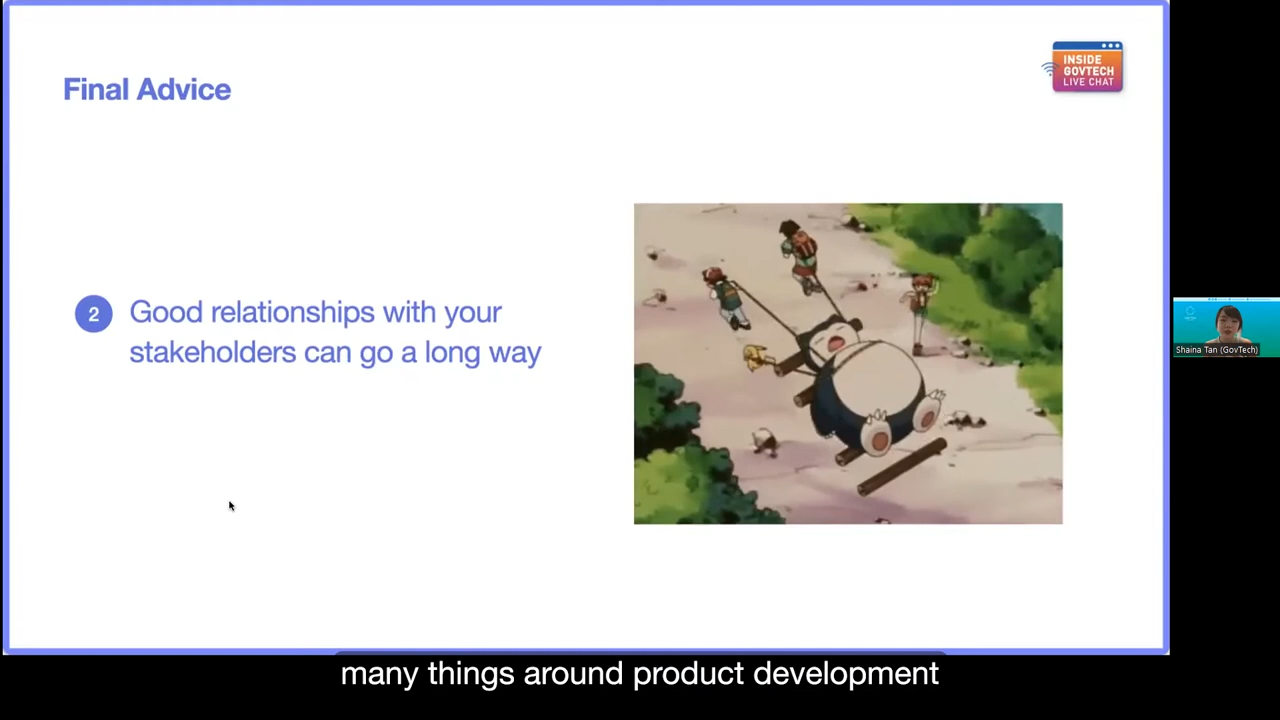 Final Advice
INSIDE
GOVTECH
LIVE CHAT
2
Good relationships with your
stakeholders can go a long way
Shaina Tan (GovTech)
many things around product development